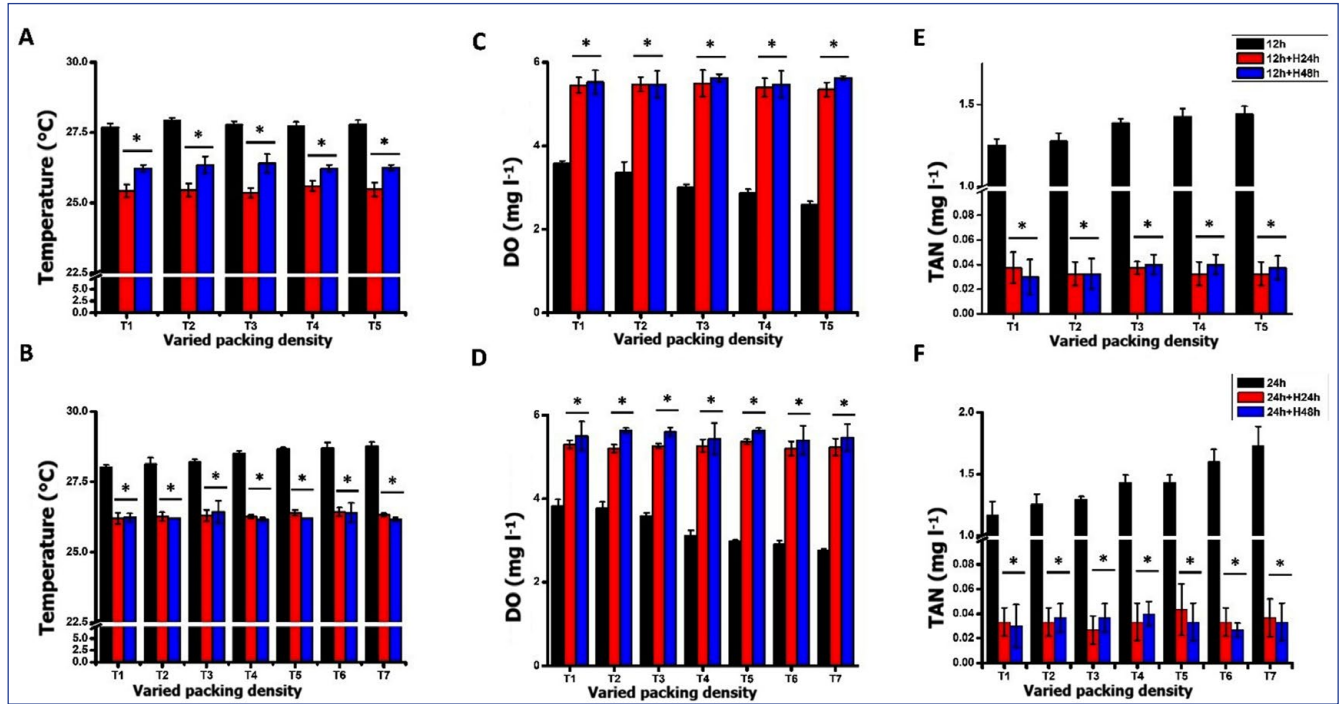 A
Temperature (°C)
30.0
27.5
25.0
22.5
5.0
2.5
0.0
* * * * *
T1 T2 T3 T4 T5
Varied packing density
C
DO (mg l-1)
6
4
2
0
* * * * *
T1 T2 T3 T4 T5
Varied packing density
E
12h
12h+H24h
12h+H48h
TAN (mg l-1)
1.5
1.0
0.08
0.06
0.04
0.02
0.00
* * * * *
T1 T2 T3 T4 T5
Varied packing density
B
Temperature (°C)
30.0
27.5
25.0
22.5
5.0
2.5
0.0
* * * * * * *
T1 T2 T3 T4 T5 T6 T7
Varied packing density
D
DO (mg l-1)
6
4
2
0
* * * * * * *
T1 T2 T3 T4 T5 T6 T7
Varied packing density
F
24h
24h+H24h
24h+H48h
TAN (mg l-1)
2.0
1.5
1.0
0.08
0.06
0.04
0.02
0.00
* * * * * * *
T1 T2 T3 T4 T5 T6 T7
Varied packing density